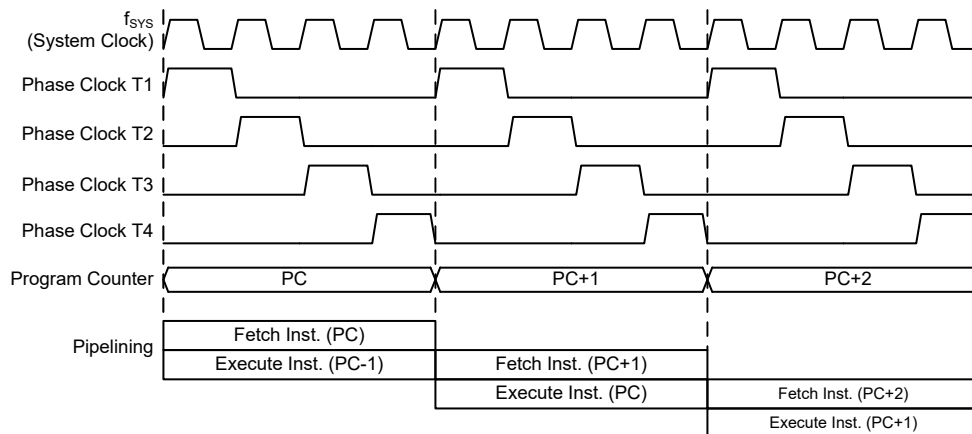 fSYS
(System Clock)
Phase Clock T1
Phase Clock T2
Phase Clock T3
Phase Clock T4
Program Counter PC PC+1 PC+2
Pipelining
Fetch Inst. (PC)
Execute Inst. (PC-1) Fetch Inst. (PC+1)
Execute Inst. (PC) Fetch Inst. (PC+2)
Execute Inst. (PC+1)